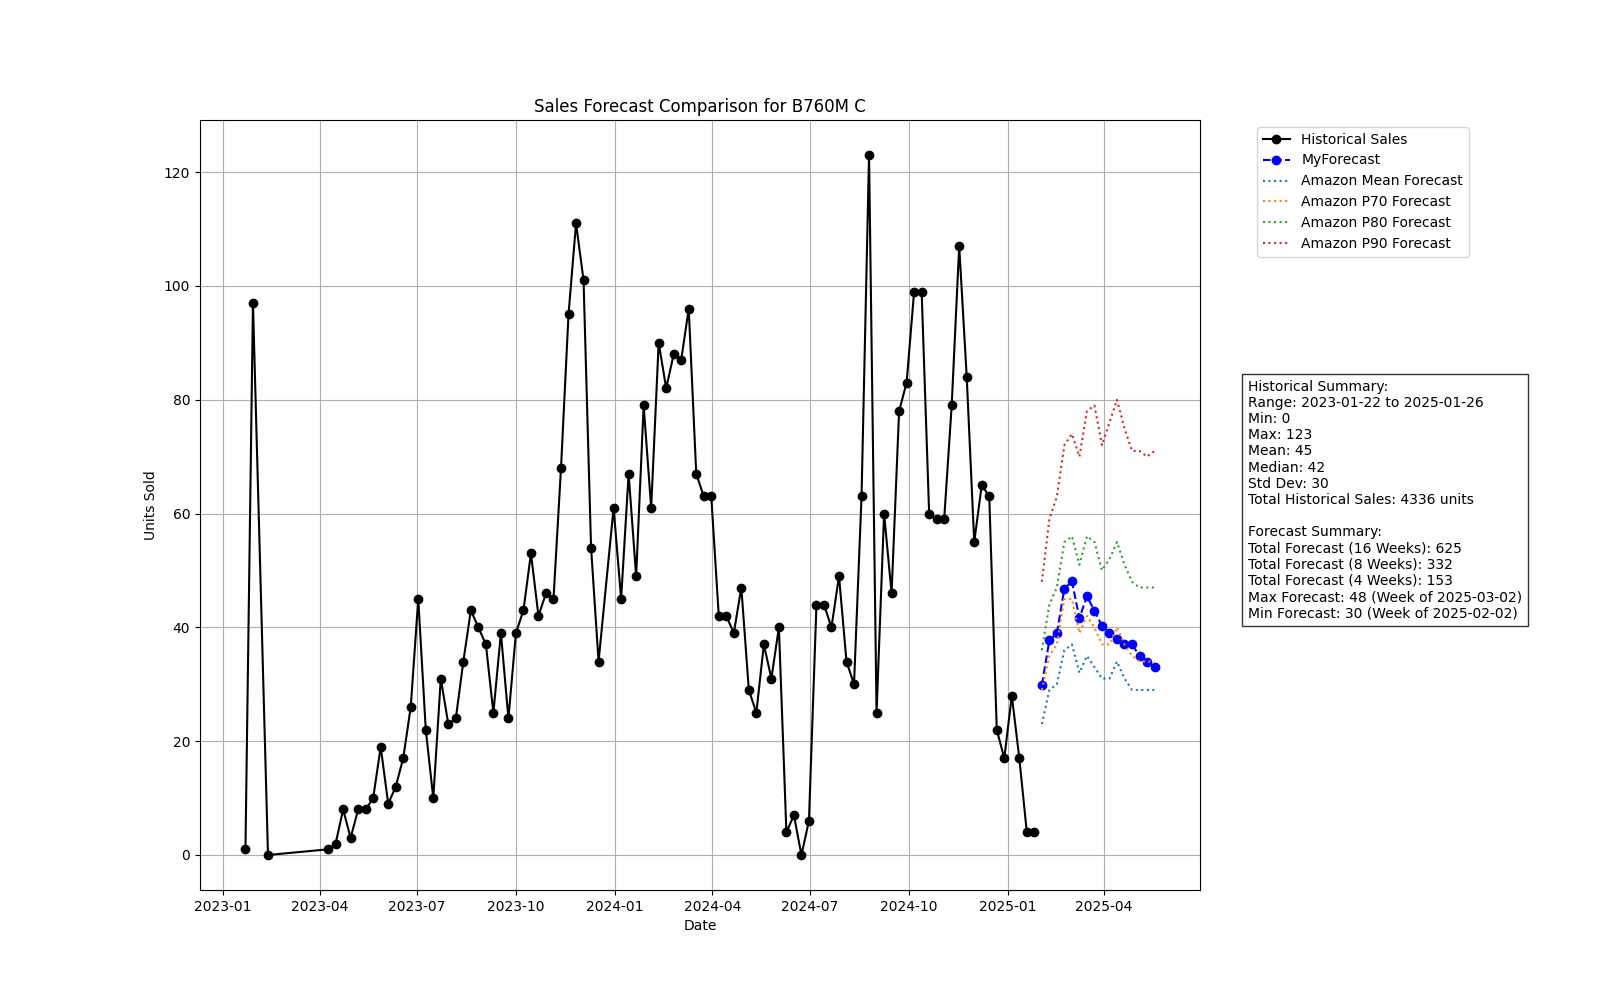 Sales Forecast Comparison for B760M C
Units Sold
120
100
80
60
40
20
0
2023-01
2023-04
2023-07
2023-10
2024-01
2024-04
2024-07
2024-10
2025-01
2025-04
Date
Historical Sales
MyForecast
Amazon Mean Forecast
Amazon P70 Forecast
Amazon P80 Forecast
Amazon P90 Forecast
Historical Summary:
Range: 2023-01-22 to 2025-01-26
Min: 0
Max: 123
Mean: 45
Median: 42
Std Dev: 30
Total Historical Sales: 4336 units
Forecast Summary:
Total Forecast (16 Weeks): 625
Total Forecast (8 Weeks): 332
Total Forecast (4 Weeks): 153
Max Forecast: 48 (Week of 2025-03-02)
Min Forecast: 30 (Week of 2025-02-02)